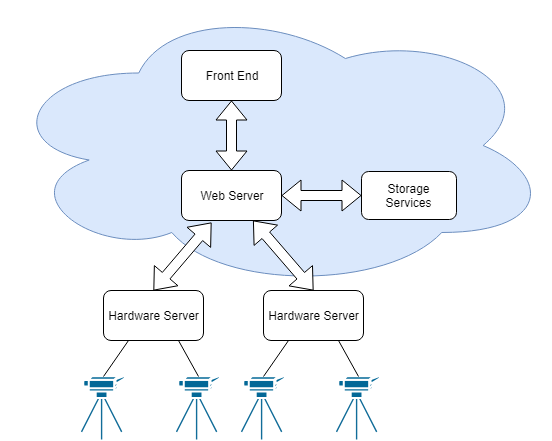 Front End
Web Server
Storage
Services
Hardware Server
Hardware Server